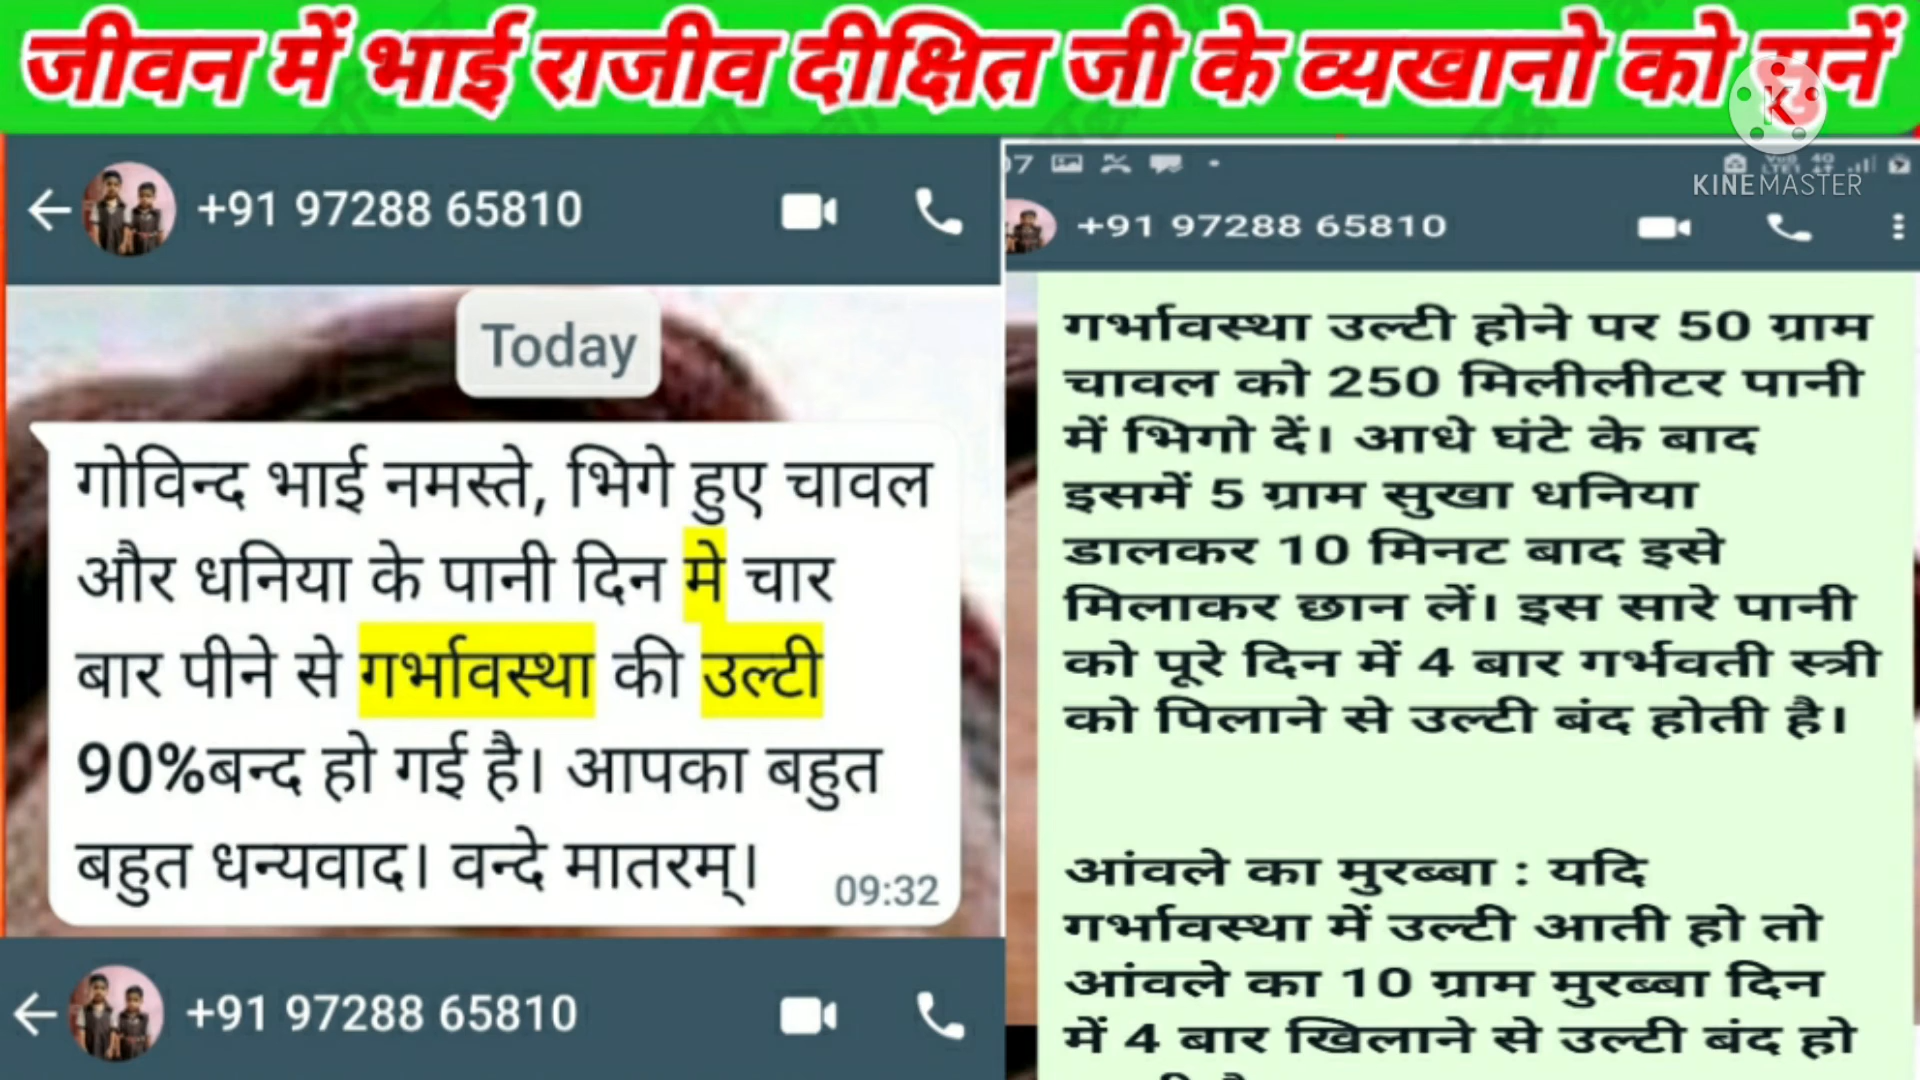 जीवन में भाई राजीव दीक्षित जी के व्यखानो को
KINEMASTER
+91 97288 65810
Today
गोविन्द भाई नमस्ते, भिगे हुए चावल
और धनिया के पानी दिन मे चार
बार पीने से गर्भावस्था की उल्टी
90%बन्द हो गई है। आपका बहुत
बहुत धन्यवाद। वन्दे मातरम्।
09:32
+91 97288 65810
+91 97288 65810
गर्भावस्था उल्टी होने पर 50 ग्राम
चावल को 250 मिलीलीटर पानी
में भिगो दें। आधे घंटे के बाद
इसमें 5 ग्राम सुखा धनिया
डालकर 10 मिनट बाद इसे
मिलाकर छान लें। इस सारे पानी
को पूरे दिन में 4 बार गर्भवती स्त्री
को पिलाने से उल्टी बंद होती है।
आंवले का मुरब्बा : यदि
गर्भावस्था में उल्टी आती हो तो
आंवले का 10 ग्राम मुरब्बा दिन
में 4 बार खिलाने से उल्टी बंद हो